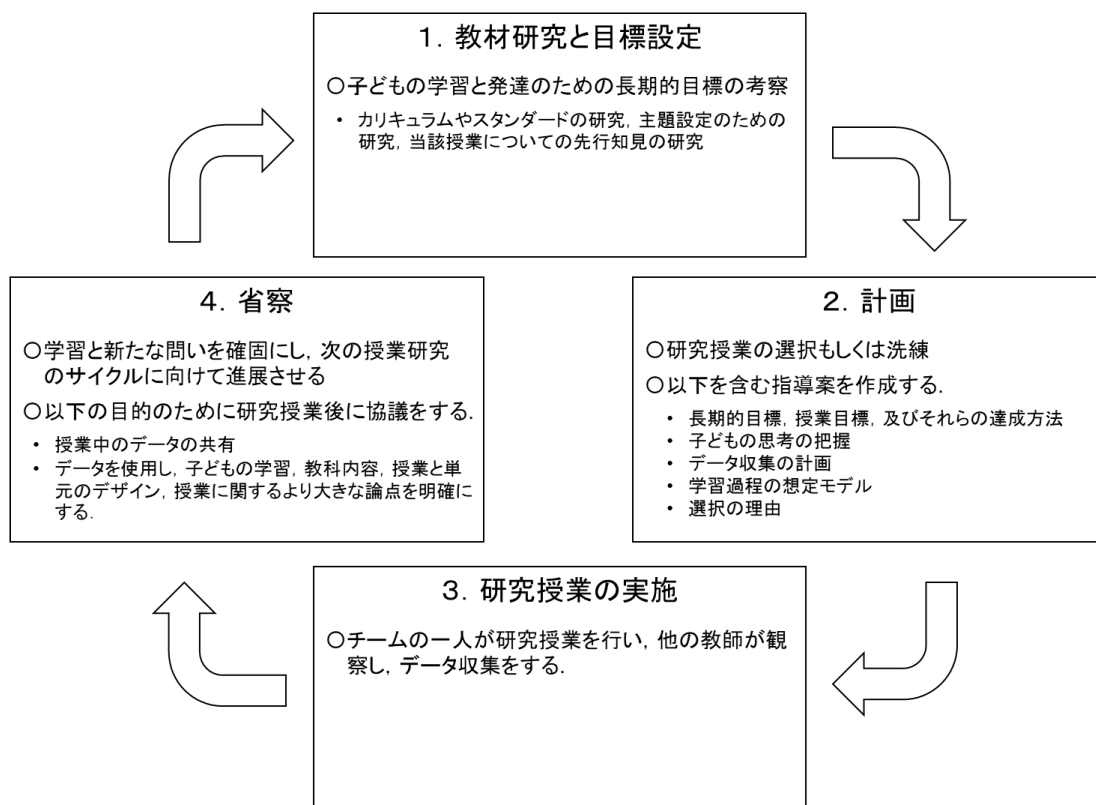 1．教材研究と目標設定
○子どもの学習と発達のための長期的目標の考察
・ カリキュラムやスタンダードの研究，主題設定のための
研究，当該授業についての先行知見の研究
2．計画
○研究授業の選択もしくは洗練
○以下を含む指導案を作成する．
・ 長期的目標，授業目標，及びそれらの達成方法
・ 子どもの思考の把握
・ データ収集の計画
・ 学習過程の想定モデル
・ 選択の理由
3．研究授業の実施
○チームの一人が研究授業を行い，他の教師が観
察し，データ収集をする．
4．省察
○学習と新たな問いを確固にし，次の授業研究
のサイクルに向けて進展させる
○以下の目的のために研究授業後に協議をする．
・ 授業中のデータの共有
・ データを使用し，子どもの学習，教科内容，授業と単
元のデザイン，授業に関するより大きな論点を明確に
する．